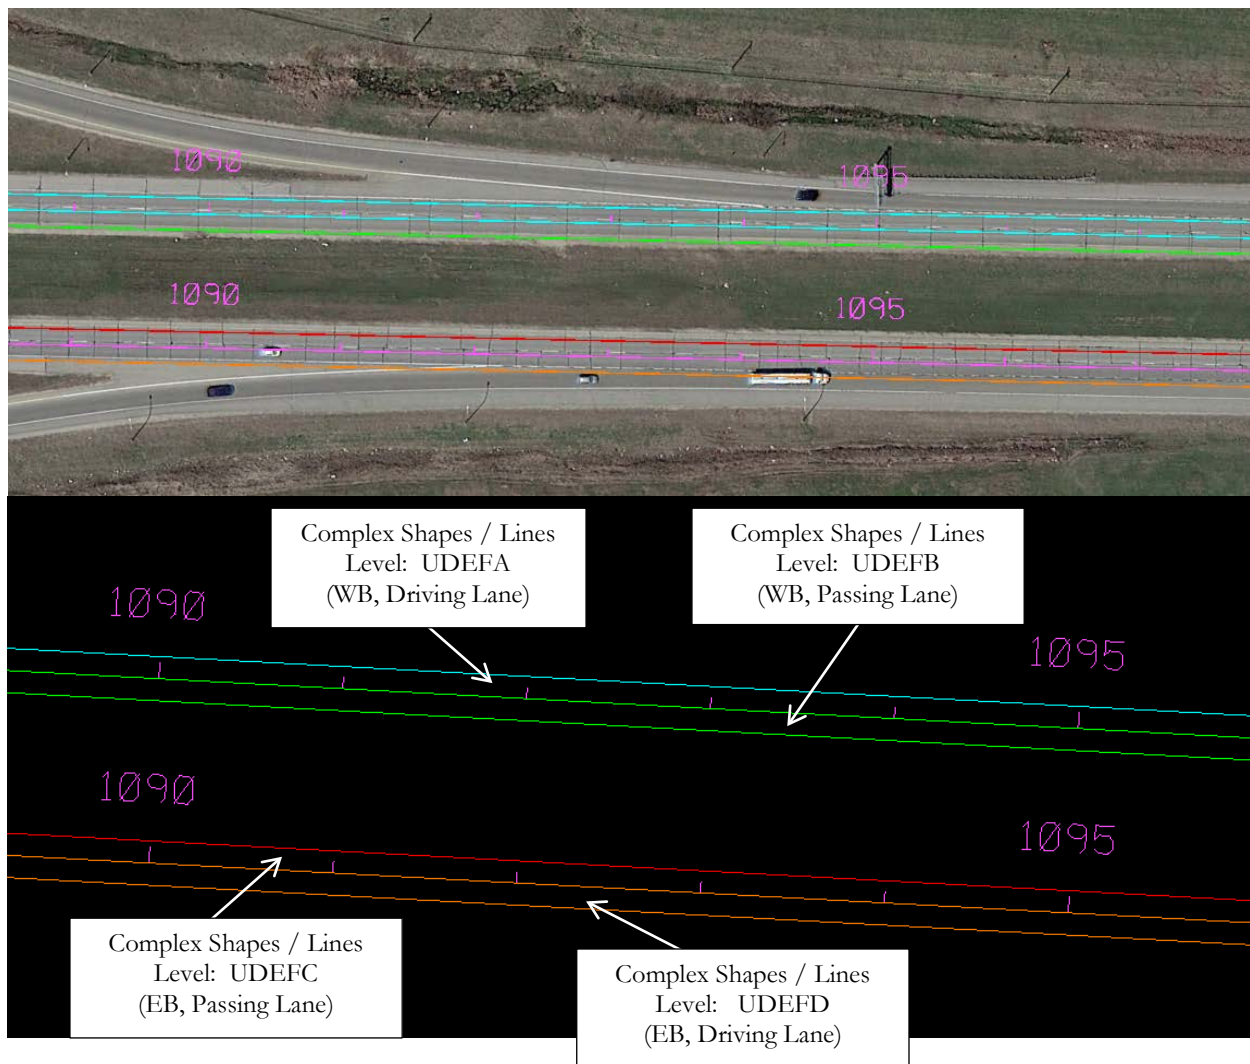 1090
1095
1090
1095
Complex Shapes / Lines
Level:  UDEFA
(WB, Driving Lane)
Complex Shapes / Lines
Level:  UDEFB
(WB, Passing Lane)
1090
1095
1090
1095
Complex Shapes / Lines
Level:  UDEFC
(EB, Passing Lane)
Complex Shapes / Lines
Level:   UDEFD
(EB, Driving Lane)